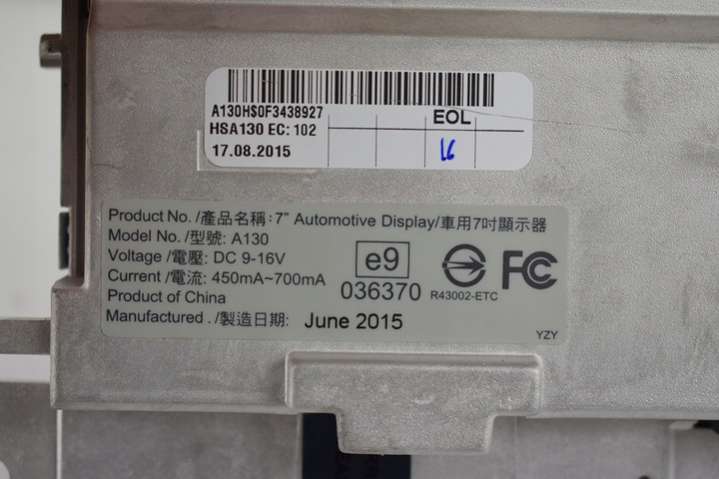 A130HS0F3438927
EOL
HSA130 EC: 102
16
17.08.2015
Product No. /產品名稱: 7" Automotive Display/車用7吋顯示器
Model No. /型號: A130
Voltage /電壓: DC 9-16V
Current /電流: 450mA~700mA
Product of China
Manufactured . /製造日期: June 2015
e9
036370
R43002-ETC
FC
YZY